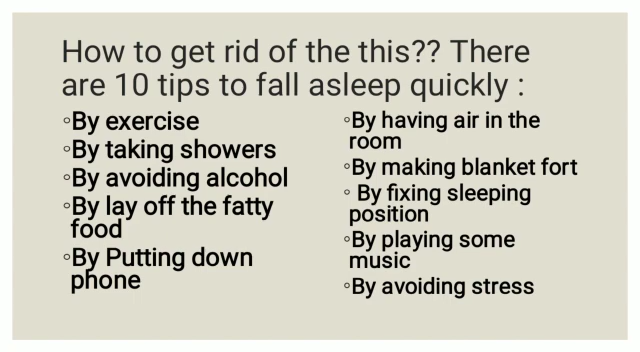 How to get rid of the this?? There
are 10 tips to fall asleep quickly :
◦By exercise
◦By taking showers
◦By avoiding alcohol
◦By lay off the fatty
food
◦By Putting down
phone
◦By having air in the
room
◦By making blanket fort
◦ By fixing sleeping
position
◦By playing some
music
◦By avoiding stress